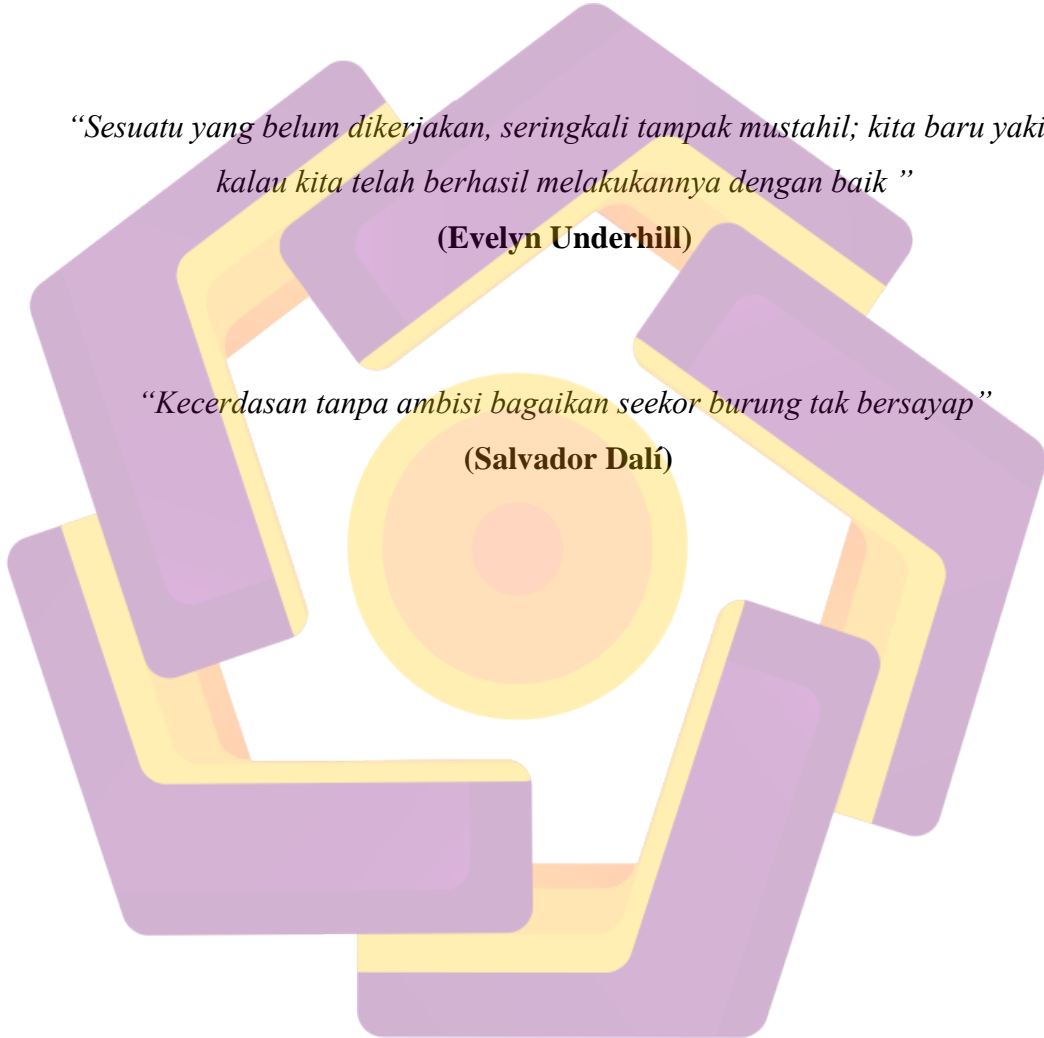 “Sesuatu yang belum dikerjakan, seringkali tampak mustahil; kita baru yaki
kalau kita telah berhasil melakukannya dengan baik ”
(Evelyn Underhill)
“Kecerdasan tanpa ambisi bagaikan seekor burung tak bersayap”
(Salvador Dalí)